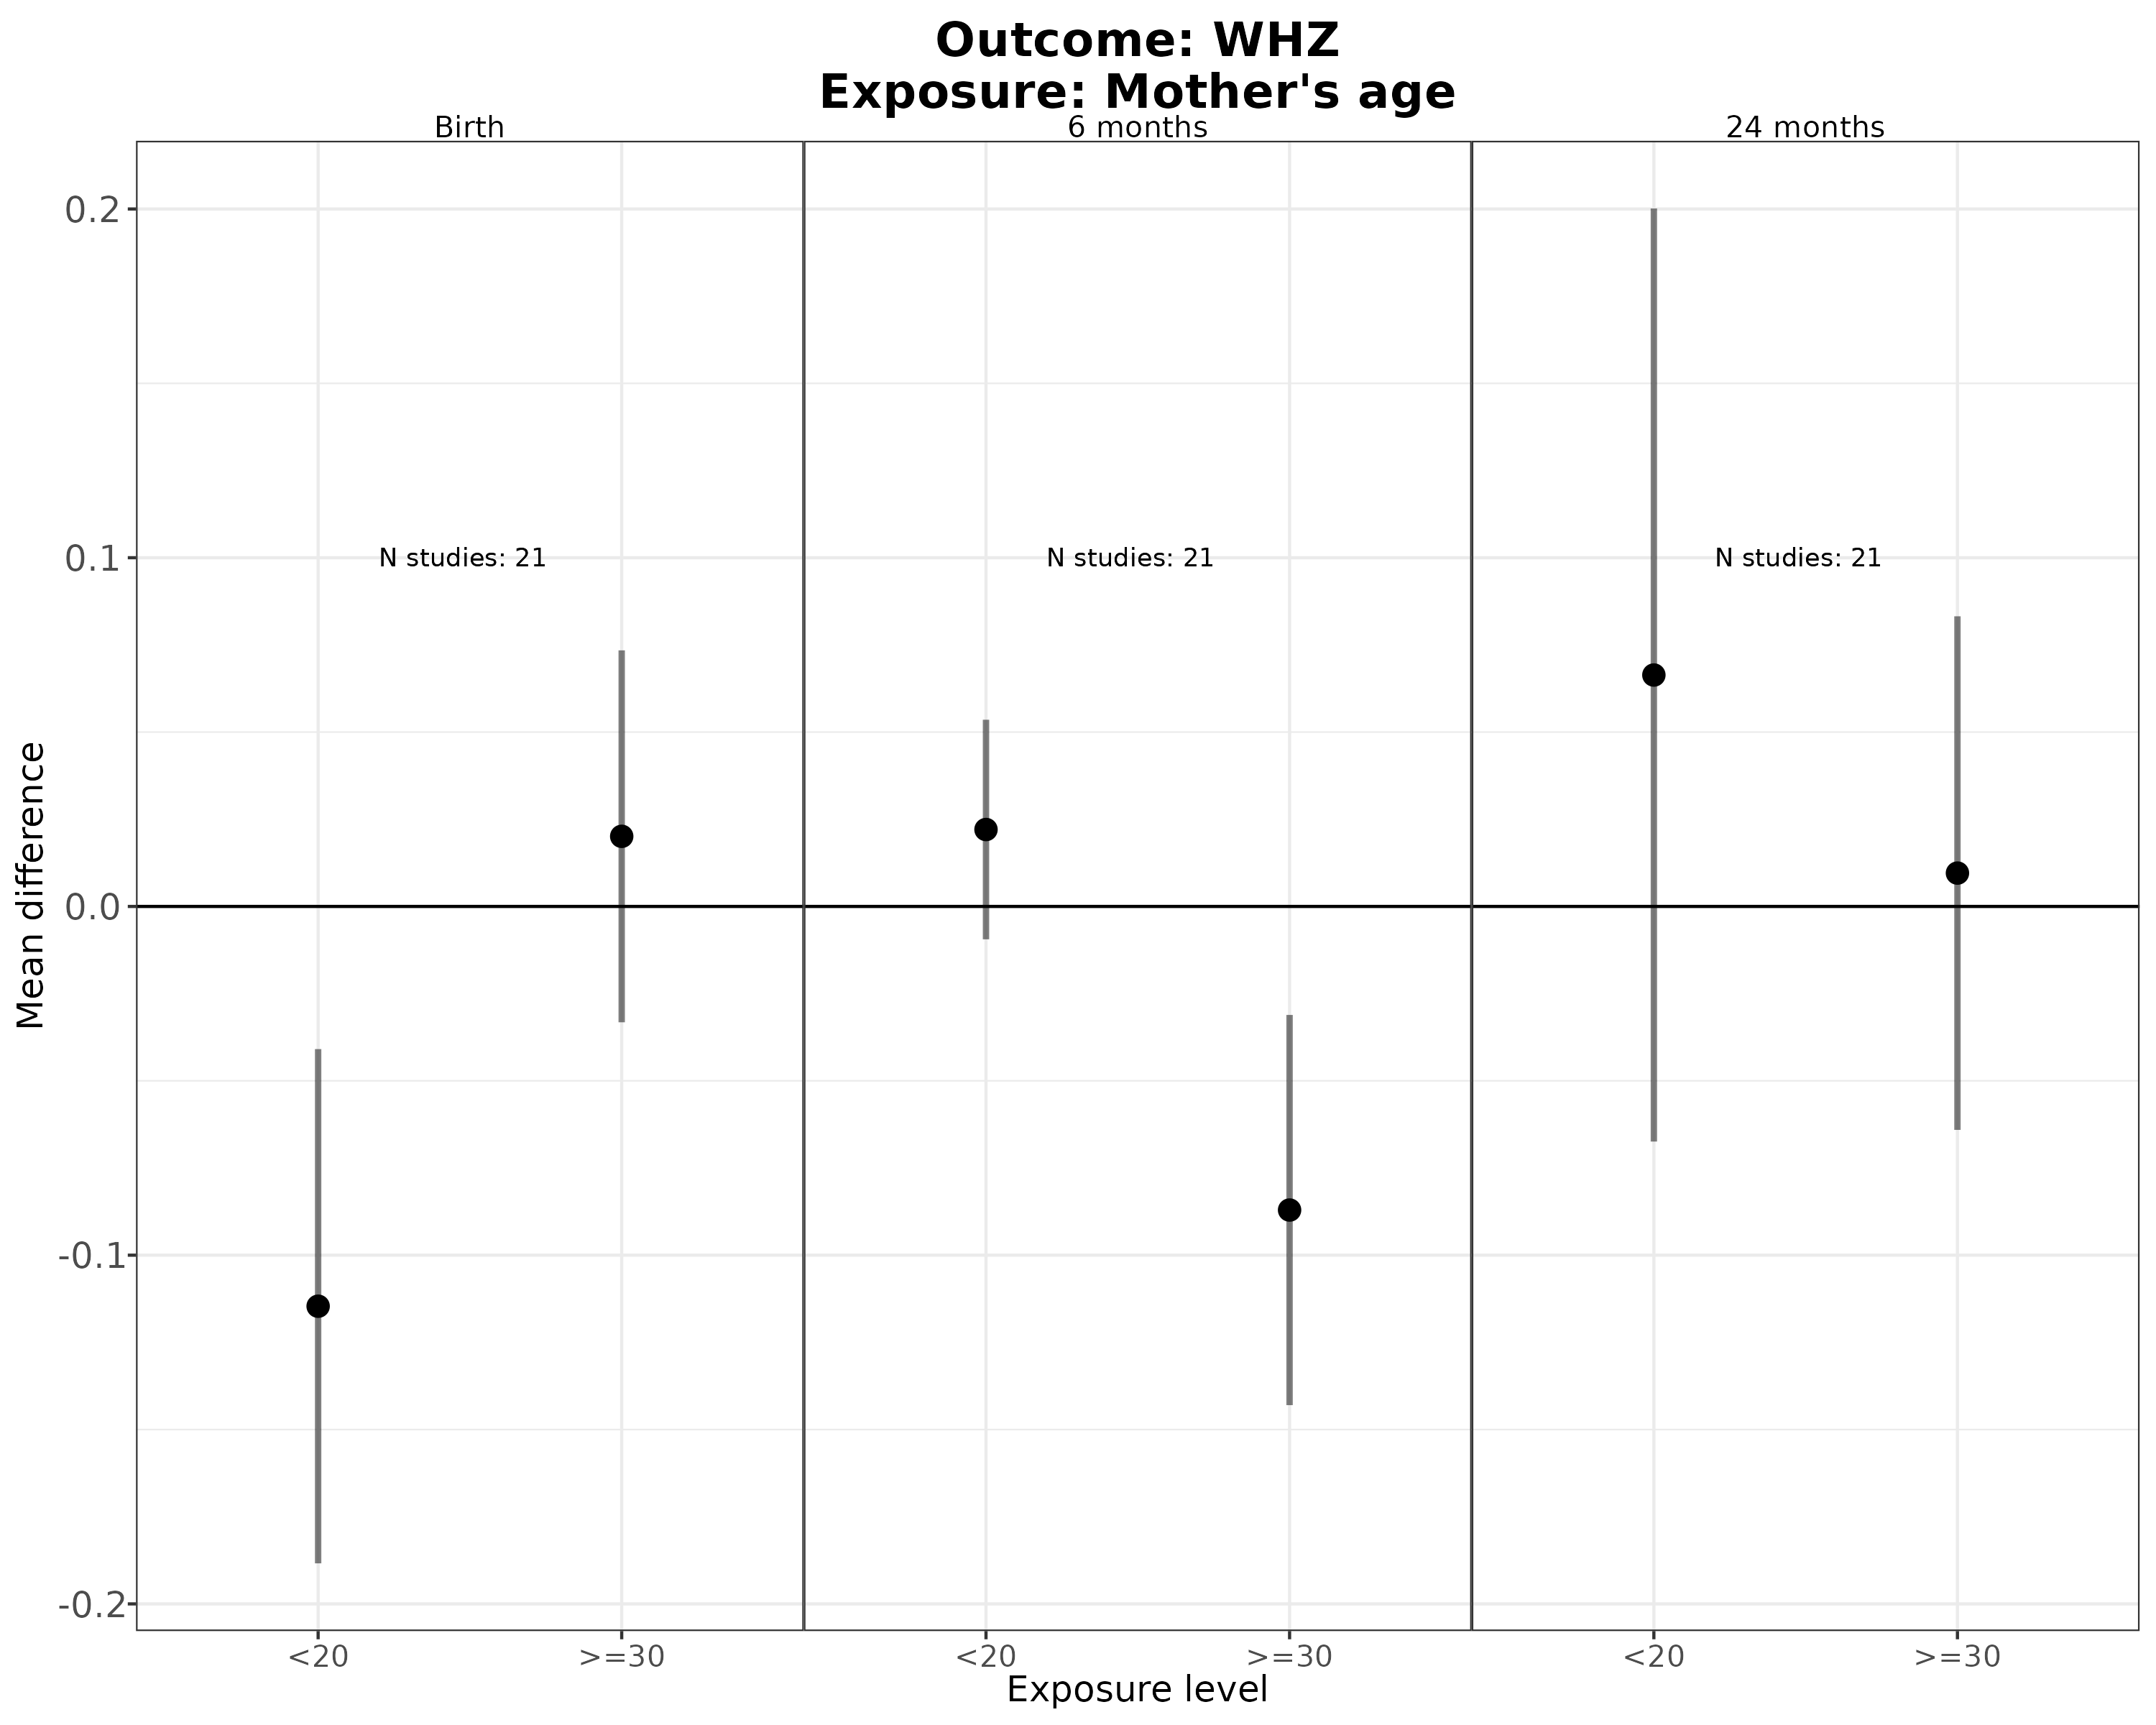 Outcome: WHZ
Exposure: Mother's age
Birth
6 months
24 months
0.2
0.1
0.0
-0.1
-0.2
Mean difference
N studies: 21
N studies: 21
N studies: 21
<20
>=30
<20
>=30
<20
>=30
Exposure level